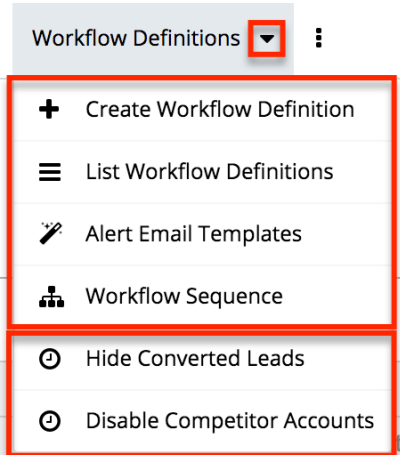 Workflow Definitions
Create Workflow Definition
List Workflow Definitions
Alert Email Templates
Workflow Sequence
Hide Converted Leads
Disable Competitor Accounts